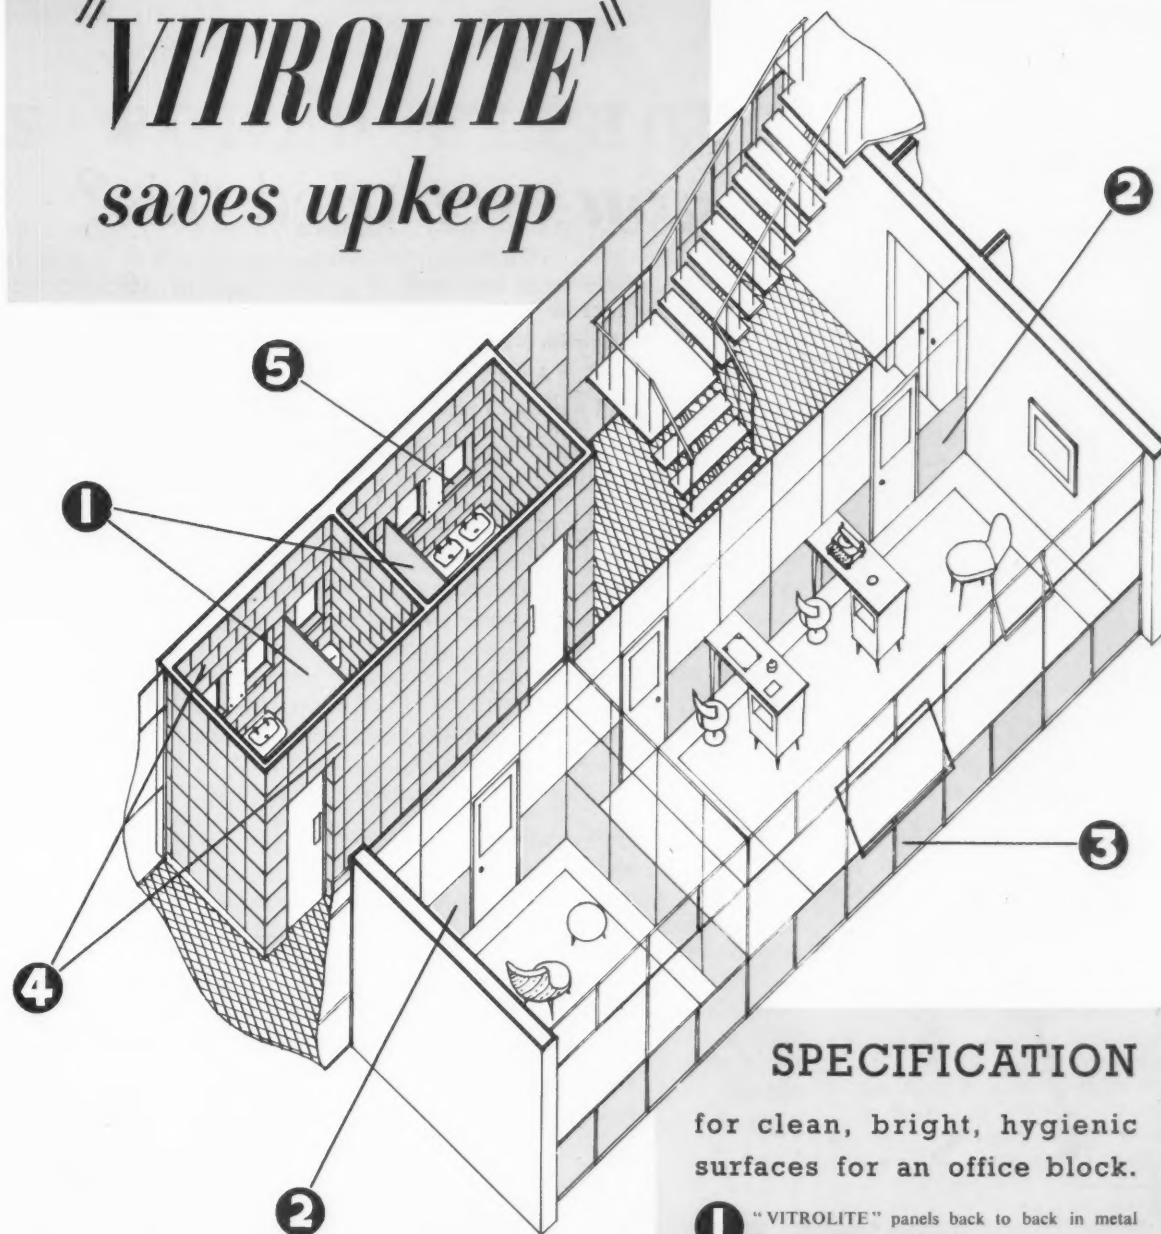 "VITROLITE"
saves upkeep
2
5
1
3
4
2
SPECIFICATION
for clean, bright, hygienic
surfaces for an office block.
1 "VITROLITE" panels back to back in metal